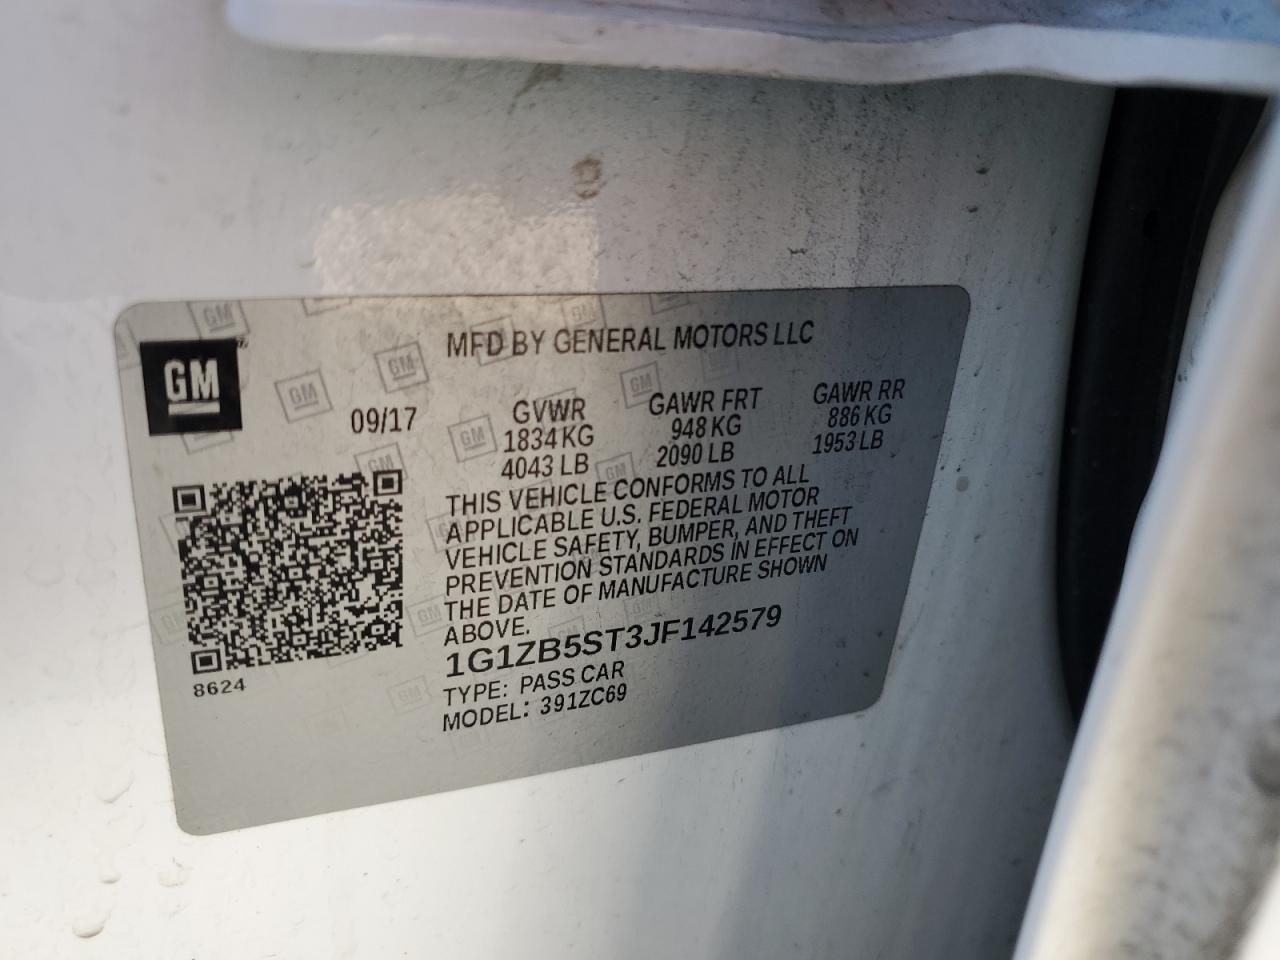 GM
MFD BY GENERAL MOTORS LLC
09/17
GVWR GAWR FRT GAWR RR
1834 KG 948 KG 886 KG
4043 LB 2090 LB 1953 LB
THIS VEHICLE CONFORMS TO ALL
APPLICABLE U.S. FEDERAL MOTOR
VEHICLE SAFETY, BUMPER, AND THEFT
PREVENTION STANDARDS IN EFFECT ON
THE DATE OF MANUFACTURE SHOWN
ABOVE.
1G1ZB5ST3JF142579
TYPE: PASS CAR
MODEL: 391ZC69
8624